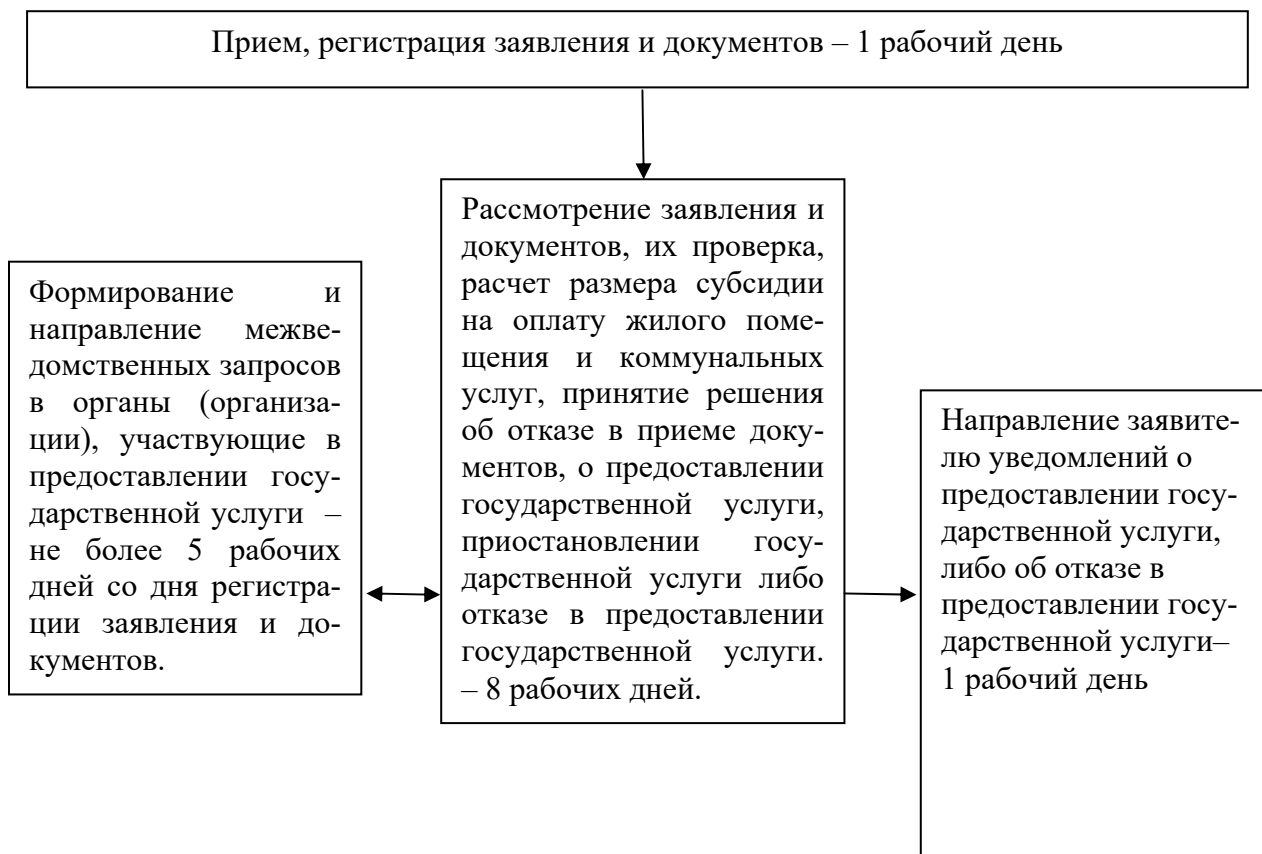 Прием, регистрация заявления и документов – 1 рабочий день
Рассмотрение заявления и
документов, их проверка,
расчет размера субсидии
на оплату жилого поме-
щения и коммунальных
услуг, принятие решения
об отказе в приеме доку-
ментов, о предоставлении
государственной услуги,
приостановлении госу-
дарственной услуги либо
отказе в предоставлении
государственной услуги.
– 8 рабочих дней.
Формирование и
направление межве-
домственных запросов
в органы (организа-
ции), участвующие в
предоставлении госу-
дарственной услуги –
не более 5 рабочих
дней со дня регистра-
ции заявления и до-
кументов.
Направление заявите-
лю уведомлений о
предоставлении госу-
дарственной услуги,
либо об отказе в
предоставлении госу-
дарственной услуги–
1 рабочий день